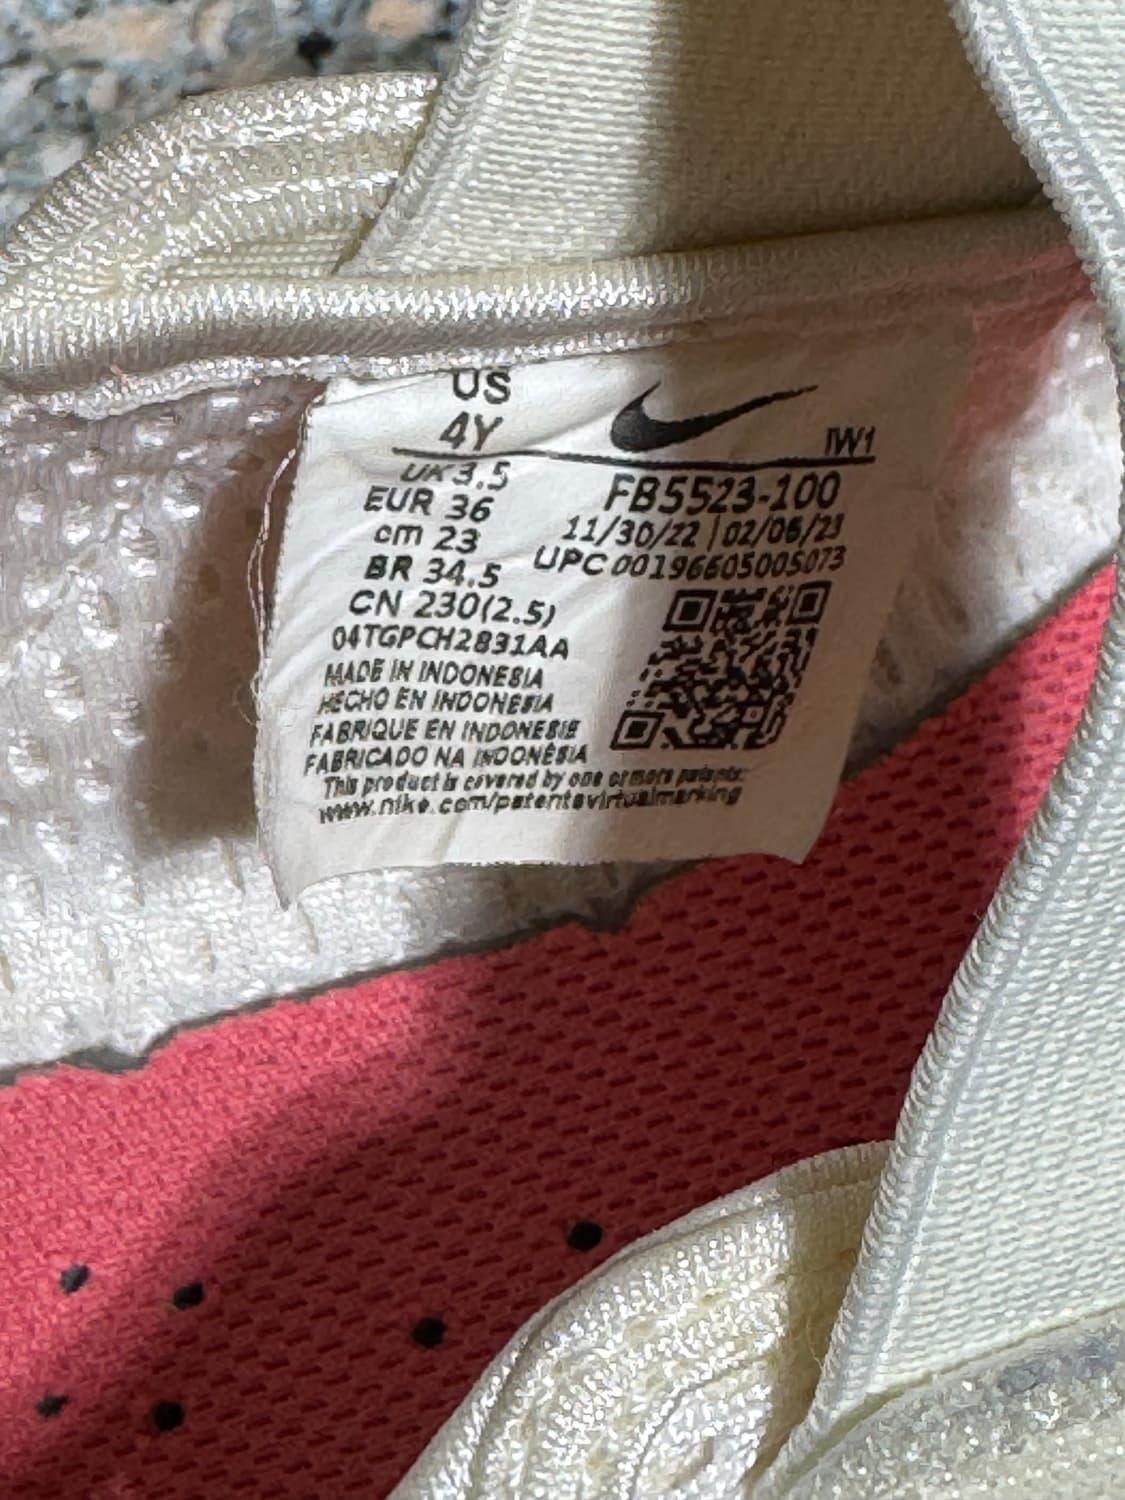 US
4Y
IW1
UK 3.5
FB5523-100
EUR 36
11/30/22 | 02/06/23
cm 23
UPC 00196605005073
BR 34.5
CN 230(2.5)
04TGPCH2831AA
MADE IN INDONESIA
HECHO EN INDONESIA
FABRIQUE EN INDONESIE
FABRICADO NA INDONÉSIA
This product is covered by one or more patents:
www.nike.com/patentsvirtualmarking